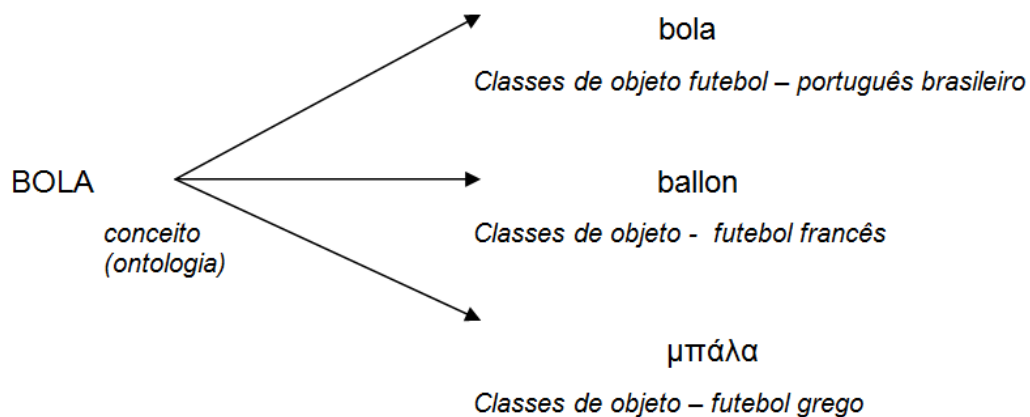 bola
Classes de objeto futebol – português brasileiro
BOLA
ballon
conceito
(ontologia)
Classes de objeto - futebol francês
μπάλα
Classes de objeto – futebol grego